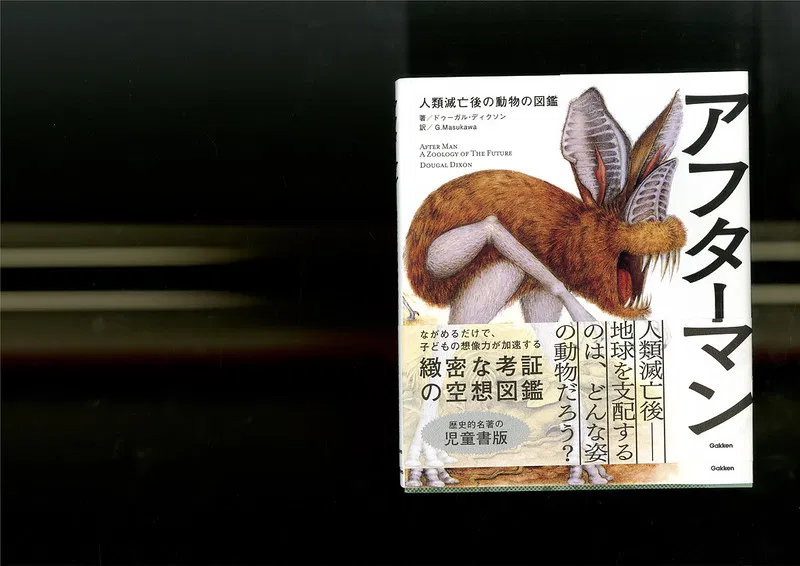 人類滅亡後の動物の図鑑
著／ドゥーガル・ディクソン
訳／G.Masukawa
AFTER MAN
A ZOOLOGY OF THE FUTURE
DOUGAL DIXON
アフターマン
人類滅亡後――
地球を支配する
のは、どんな姿
の動物だろう?
ながめるだけで、
子どもの想像力が加速する
緻密な考証
の空想図鑑
歴史的名著の
児童書版
Gakken
Gakken